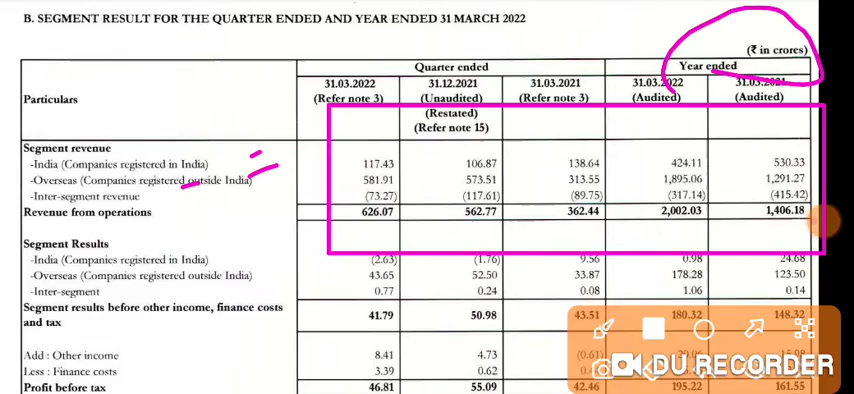 B. SEGMENT RESULT FOR THE QUARTER ENDED AND YEAR ENDED 31 MARCH 2022
(₹ in crores)
Quarter ended Year ended
Particulars 31.03.2022 31.12.2021 31.03.2021 31.03.2022 31.03.2021
(Refer note 3) (Unaudited) (Refer note 3) (Audited) (Audited)
(Restated)
(Refer note 15)
Segment revenue
-India (Companies registered in India) 117.43 106.87 138.64 424.11 530.33
-Overseas (Companies registered outside India) 581.91 573.51 313.55 1,895.06 1,291.27
-Inter-segment revenue (73.27) (117.61) (89.75) (317.14) (415.42)
Revenue from operations 626.07 562.77 362.44 2,002.03 1,406.18
Segment Results
-India (Companies registered in India) (2.63) (1.76) 9.56 0.98 24.68
-Overseas (Companies registered outside India) 43.65 52.50 33.87 178.28 123.50
-Inter-segment 0.77 0.24 0.08 1.06 0.14
Segment results before other income, finance costs and tax 41.79 50.98 43.51 180.32 148.32
Add : Other income 8.41 4.73 (0.61)
Less : Finance costs 3.39 0.62
Profit before tax 46.81 55.09 42.46 195.22 161.55
DU RECORDER